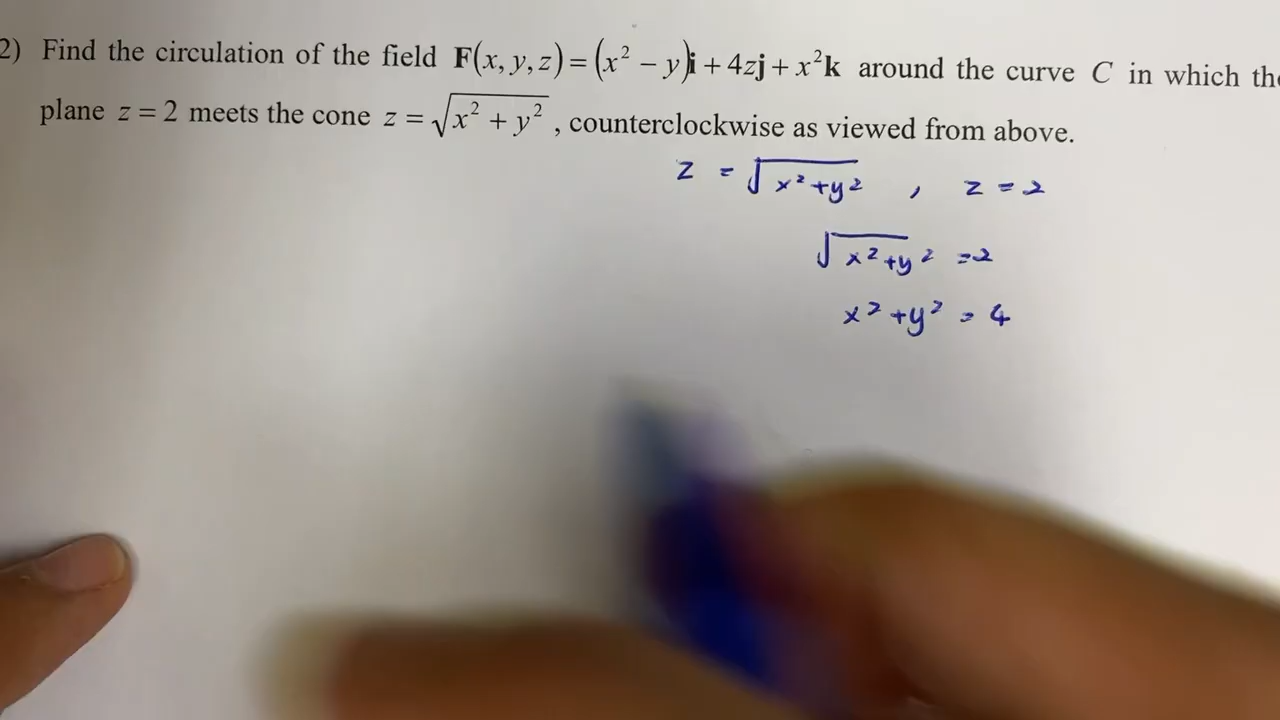 2) Find the circulation of the field F(x, y, z) = (x² − y)i + 4zj + x²k around the curve C in which the
plane z = 2 meets the cone z = √(x² + y²) , counterclockwise as viewed from above.
z = √(x² + y²) , z = 2
√(x² + y²) = 2
x² + y² = 4